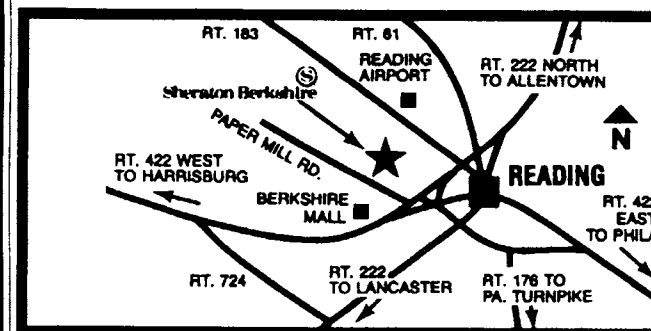 RT. 183
RT. 61
READING
AIRPORT
RT. 222 NORTH
TO ALLENTOWN
S
Sheraton Berkshire
PAPER MILL RD.
N
RT. 422 WEST
TO HARRISBURG
READING
BERKSHIRE
MALL
RT. 42
EAST
TO PHILA
RT. 724
RT. 222
TO LANCASTER
RT. 176 TO
PA. TURNPIKE